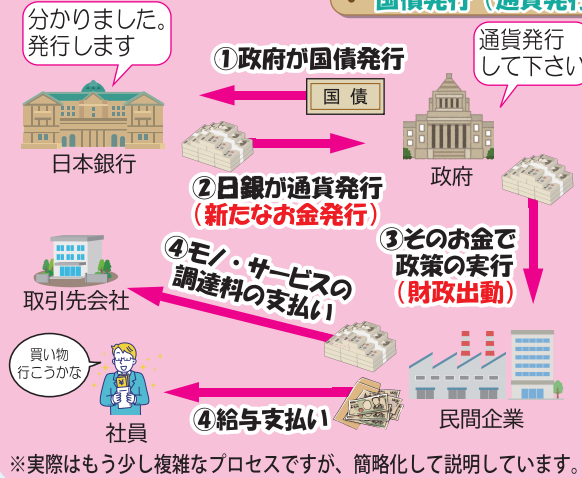 ・国債発行（通貨発行
分かりました。
発行します
通貨発行
して下さい
①政府が国債発行
国債
日本銀行
政府
②日銀が通貨発行
（新たなお金発行）
③そのお金で
政策の実行
（財政出動）
④モノ・サービスの
調達料の支払い
取引先会社
買い物
行こうかな
社員
④給与支払い
民間企業
※実際はもう少し複雑なプロセスですが、簡略化して説明しています。